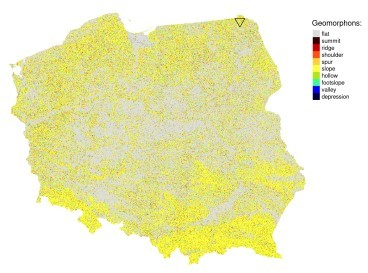 Geomorphons:
flat
summit
ridge
shoulder
spur
slope
hollow
footslope
valley
depression